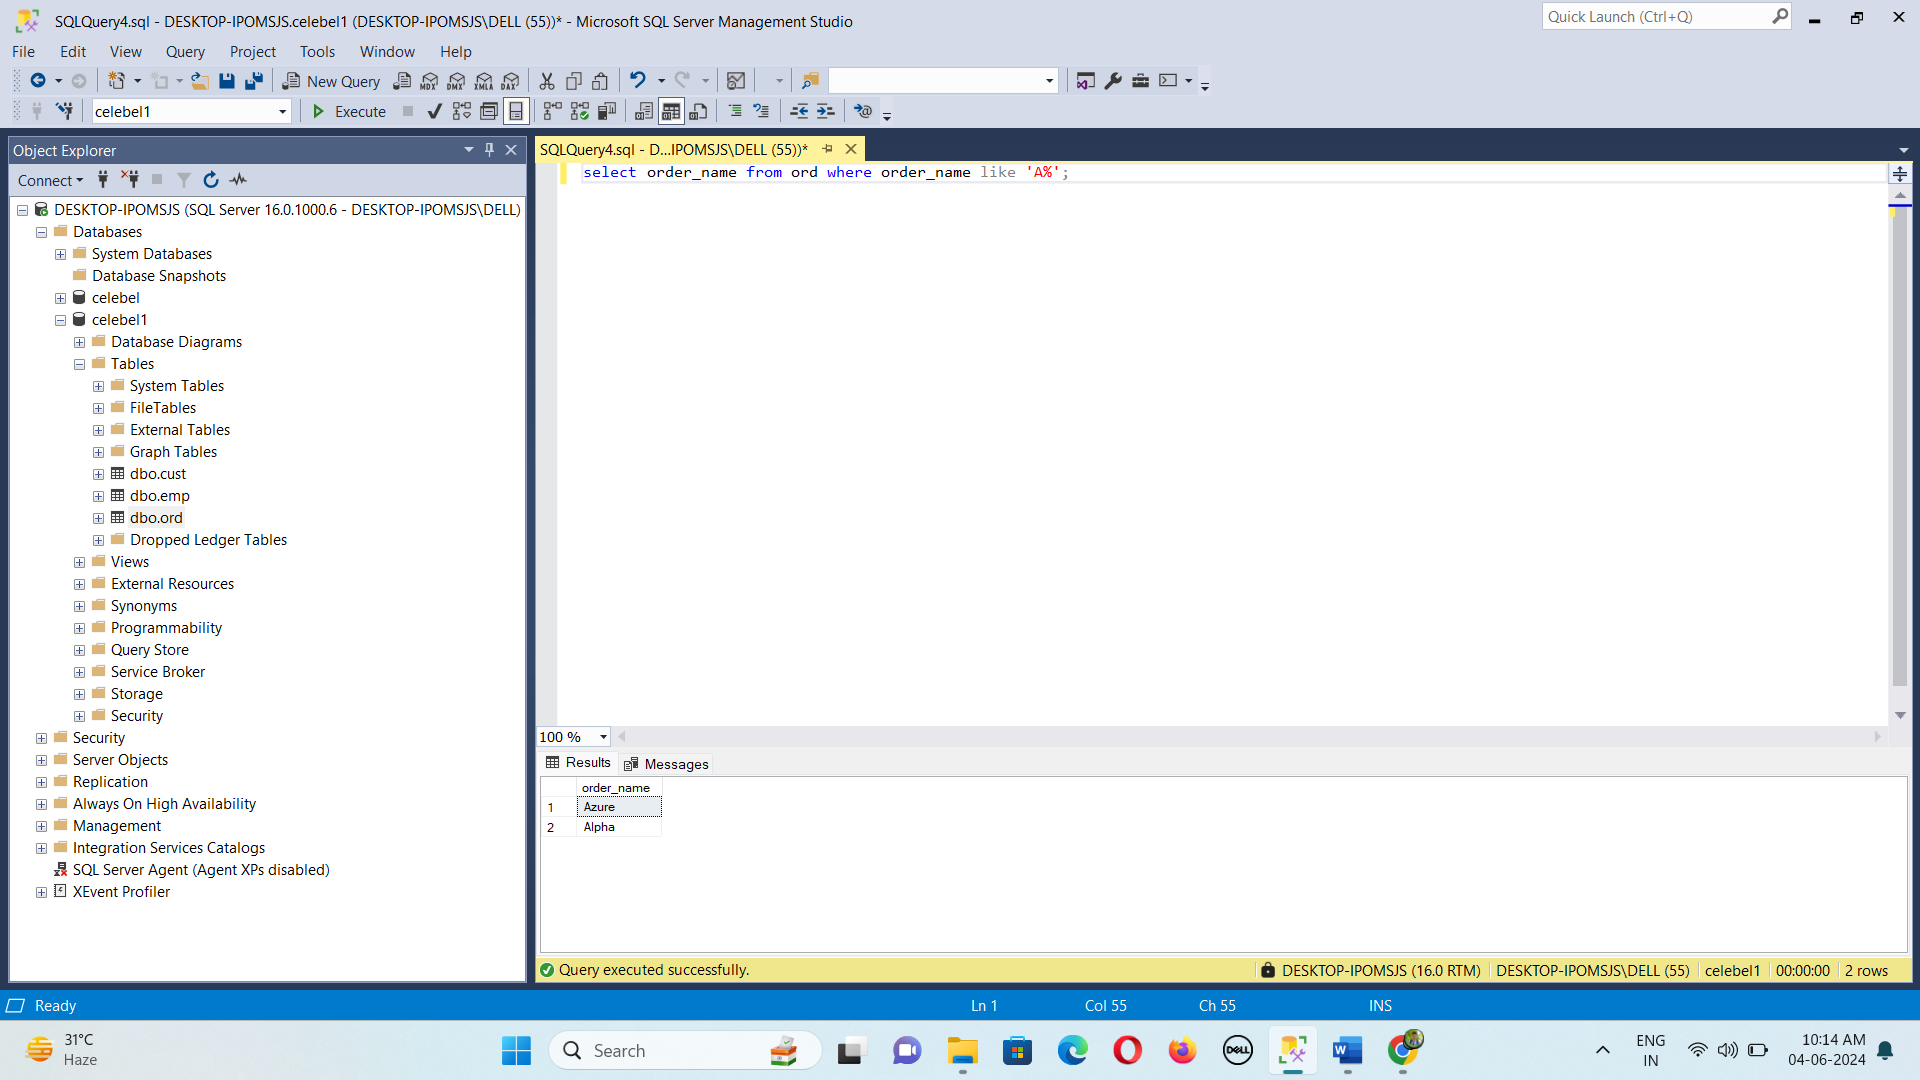 SQLQuery4.sql - DESKTOP-IPOMSJS.celebel1 (DESKTOP-IPOMSJS\DELL (55))* - Microsoft SQL Server Management Studio
Quick Launch (Ctrl+Q)
File Edit View Query Project Tools Window Help
New Query MDX DMX XMLA DAX
celebel1 Execute
Object Explorer
SQLQuery4.sql - D...IPOMSJS\DELL (55))*
Connect
select order_name from ord where order_name like 'A%';
DESKTOP-IPOMSJS (SQL Server 16.0.1000.6 - DESKTOP-IPOMSJS\DELL)
Databases
System Databases
Database Snapshots
celebel
celebel1
Database Diagrams
Tables
System Tables
FileTables
External Tables
Graph Tables
dbo.cust
dbo.emp
dbo.ord
Dropped Ledger Tables
Views
External Resources
Synonyms
Programmability
Query Store
Service Broker
Storage
Security
Security
Server Objects
Replication
Always On High Availability
Management
Integration Services Catalogs
SQL Server Agent (Agent XPs disabled)
XEvent Profiler
100 %
Results Messages
order_name
1 Azure
2 Alpha
Query executed successfully. DESKTOP-IPOMSJS (16.0 RTM) DESKTOP-IPOMSJS\DELL (55) celebel1 00:00:00 2 rows
Ready Ln 1 Col 55 Ch 55 INS
31°C
Haze
Search
DELL
ENG
IN
10:14 AM
04-06-2024